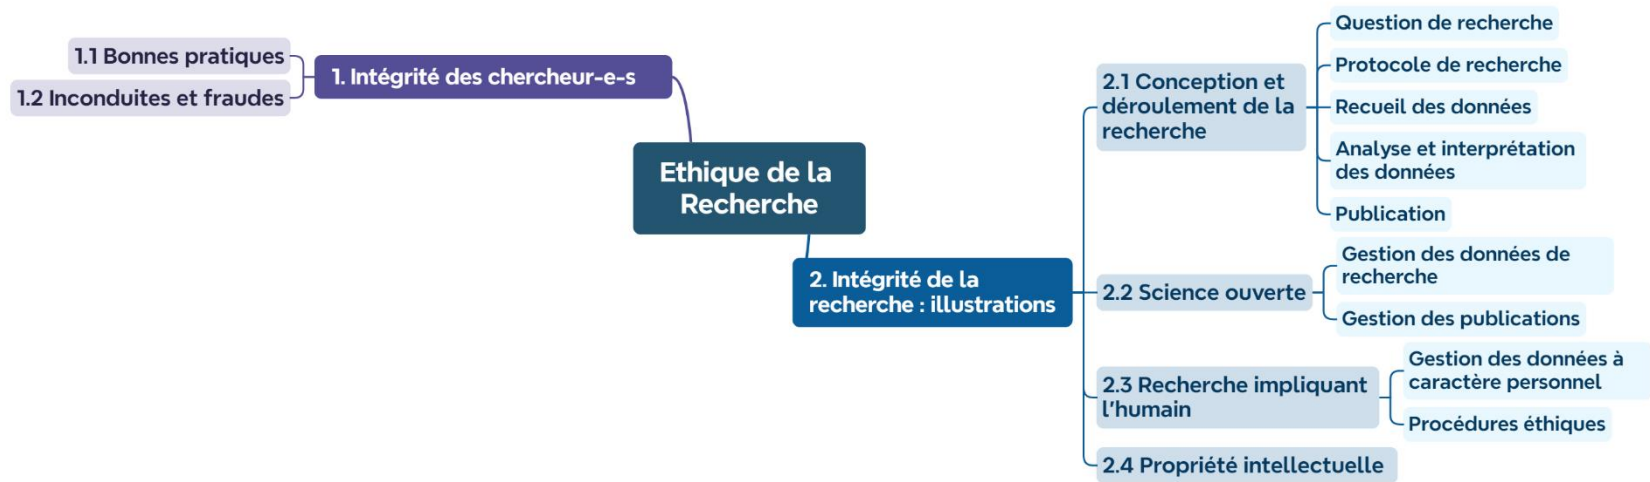 Ethique de la
Recherche
1. Intégrité des chercheur-e-s
1.1 Bonnes pratiques
1.2 Inconduites et fraudes
2. Intégrité de la
recherche : illustrations
2.1 Conception et
déroulement de la
recherche
Question de recherche
Protocole de recherche
Recueil des données
Analyse et interprétation
des données
Publication
2.2 Science ouverte
Gestion des données de
recherche
Gestion des publications
2.3 Recherche impliquant
l'humain
Gestion des données à
caractère personnel
Procédures éthiques
2.4 Propriété intellectuelle